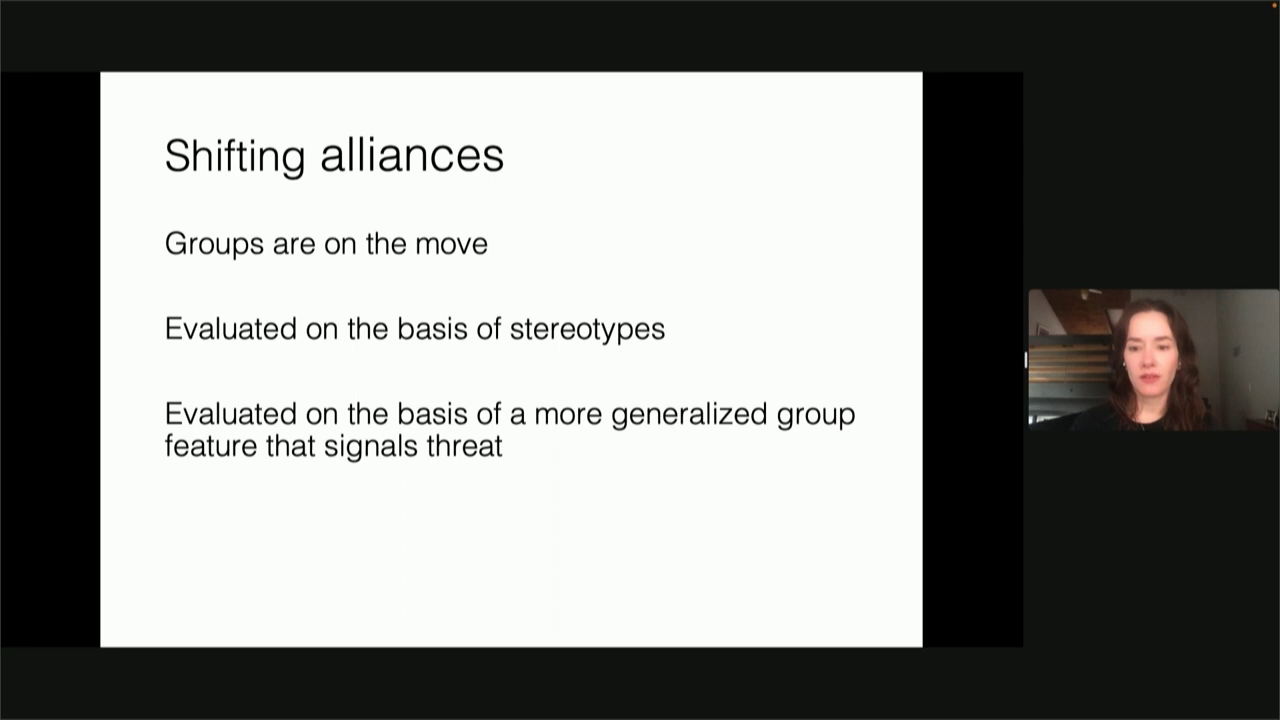 Shifting alliances
Groups are on the move
Evaluated on the basis of stereotypes
Evaluated on the basis of a more generalized group
feature that signals threat